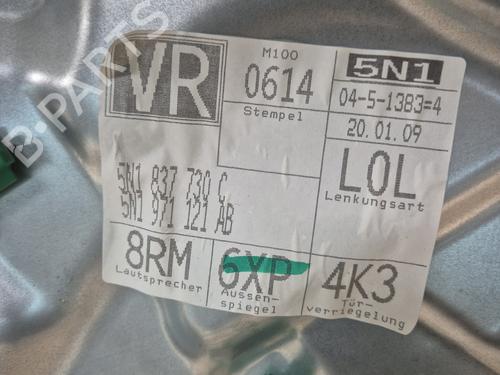 VR
M100
0614
Stempel
5N1
04-5-1383=4
20.01.09
L0L
Lenkungsart
5N1 837 730 C
5N1 971 121 AB
8RM
Lautsprecher
6XP
Aussen-
spiegel
4K3
Tür-
verriegelung
B-PARTS